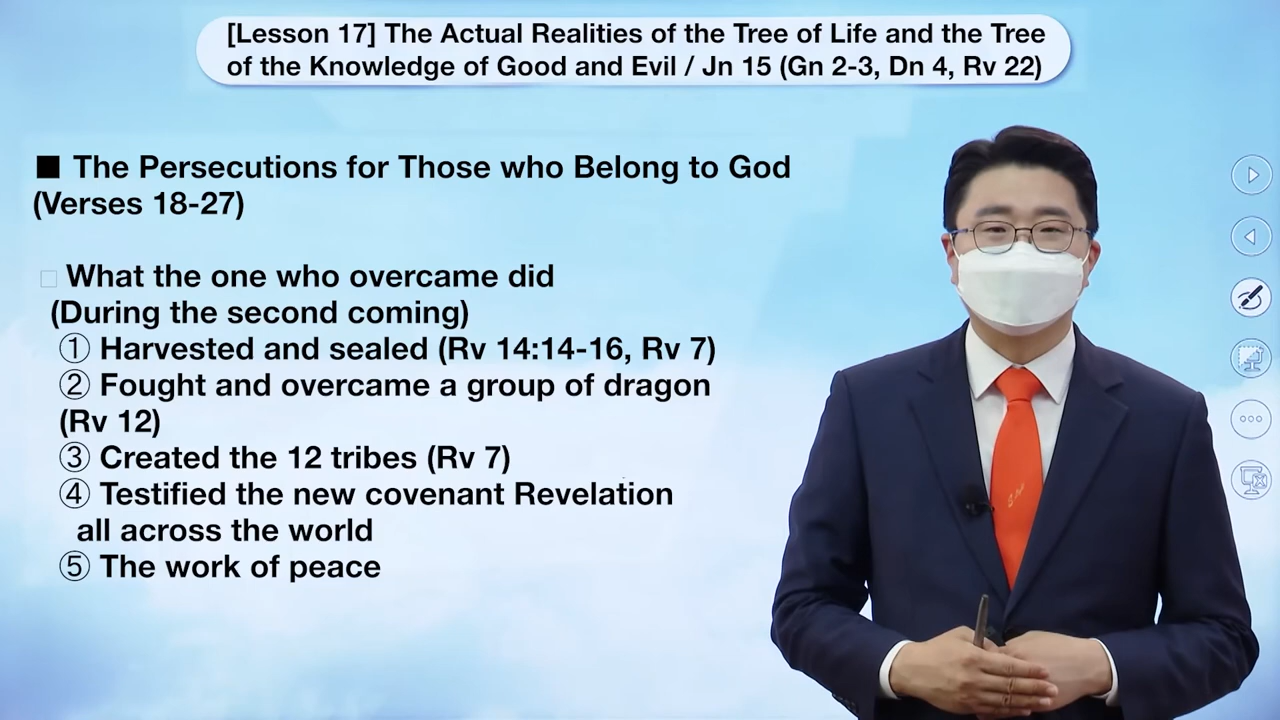 [Lesson 17] The Actual Realities of the Tree of Life and the Tree
of the Knowledge of Good and Evil / Jn 15 (Gn 2-3, Dn 4, Rv 22)
■ The Persecutions for Those who Belong to God
(Verses 18-27)
□ What the one who overcame did
(During the second coming)
① Harvested and sealed (Rv 14:14-16, Rv 7)
② Fought and overcame a group of dragon
(Rv 12)
③ Created the 12 tribes (Rv 7)
④ Testified the new covenant Revelation
all across the world
⑤ The work of peace